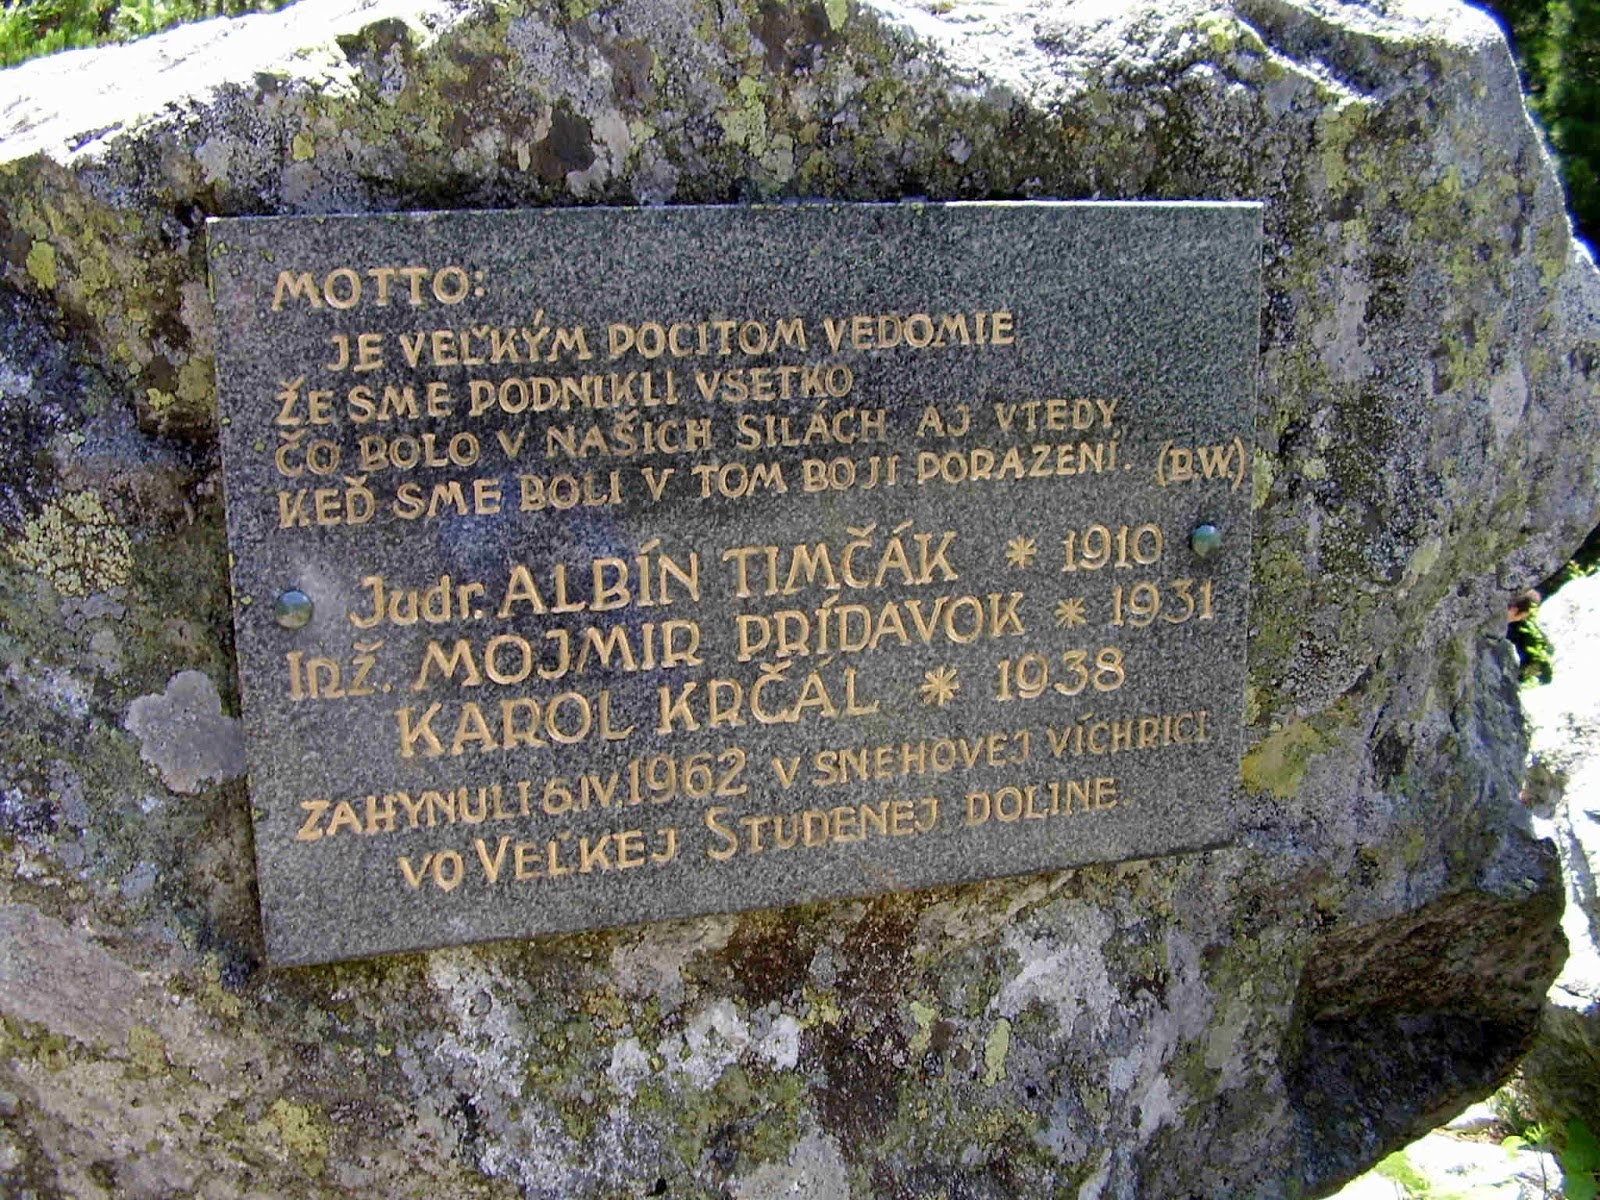 MOTTO:
JE VEĽKÝM POCITOM VEDOMIE
ŽE SME PODNIKLI VŠETKO
ČO BOLO V NAŠICH SILÁCH AJ VTEDY,
KEĎ SME BOLI V TOM BOJI PORAZENÍ. (R.W.)
Judr. ALBÍN TIMČÁK * 1910
Inž. MOJMIR PRÍDAVOK * 1931
KAROL KRČÁL * 1938
ZAHYNULI 6.IV.1962 V SNEHOVEJ VÍCHRICI
VO VEĽKEJ STUDENEJ DOLINE.